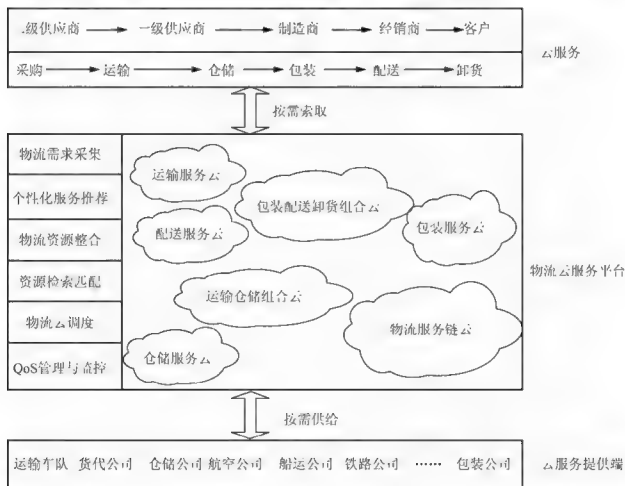 级供应商 一级供应商 制造商 经销商 客户
采购 运输 仓储 包装 配送 卸货
云服务
按需索取
物流需求采集
个性化服务推荐
物流资源整合
资源检索匹配
物流云调度
QoS管理与监控
运输服务云
包装配送卸货组合云
配送服务云
包装服务云
运输仓储组合云
物流服务链云
仓储服务云
物流云服务平台
按需供给
运输车队 货代公司 仓储公司 航空公司 船运公司 铁路公司 …… 包装公司
云服务提供端